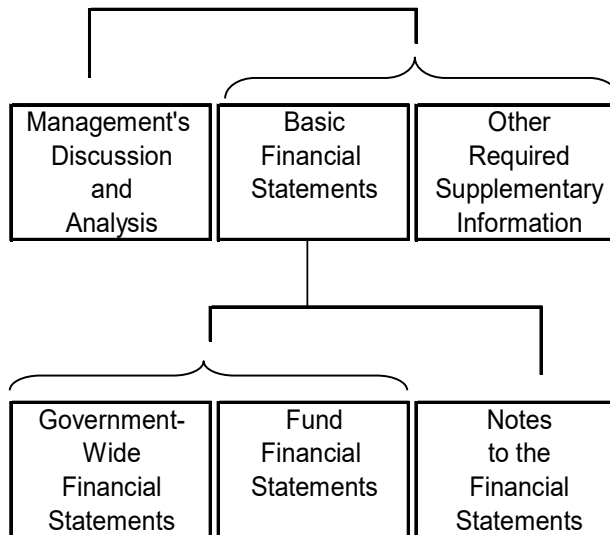 Management's
Discussion
and
Analysis
Basic
Financial
Statements
Other
Required
Supplementary
Information
Government-
Wide
Financial
Statements
Fund
Financial
Statements
Notes
to the
Financial
Statements